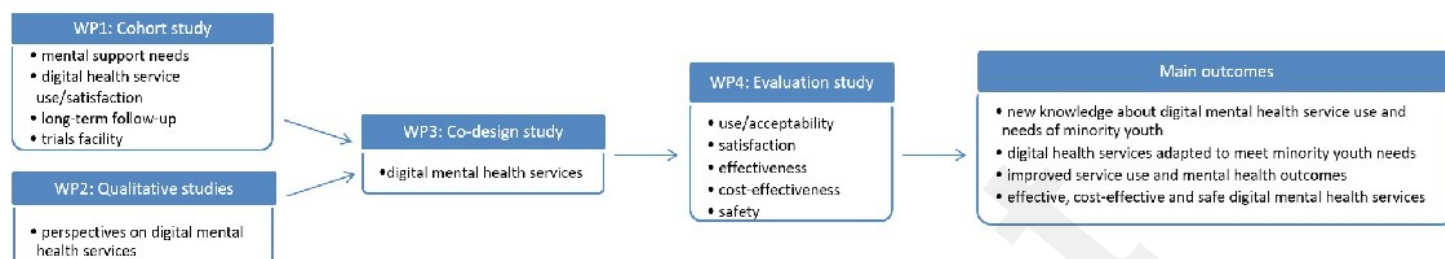 WP1: Cohort study
• mental support needs
• digital health service
use/satisfaction
• long-term follow-up
• trials facility
WP2: Qualitative studies
• perspectives on digital mental
health services
WP3: Co-design study
•digital mental health services
WP4: Evaluation study
• use/acceptability
• satisfaction
• effectiveness
• cost-effectiveness
• safety
Main outcomes
• new knowledge about digital mental health service use and
needs of minority youth
• digital health services adapted to meet minority youth needs
• improved service use and mental health outcomes
• effective, cost-effective and safe digital mental health services